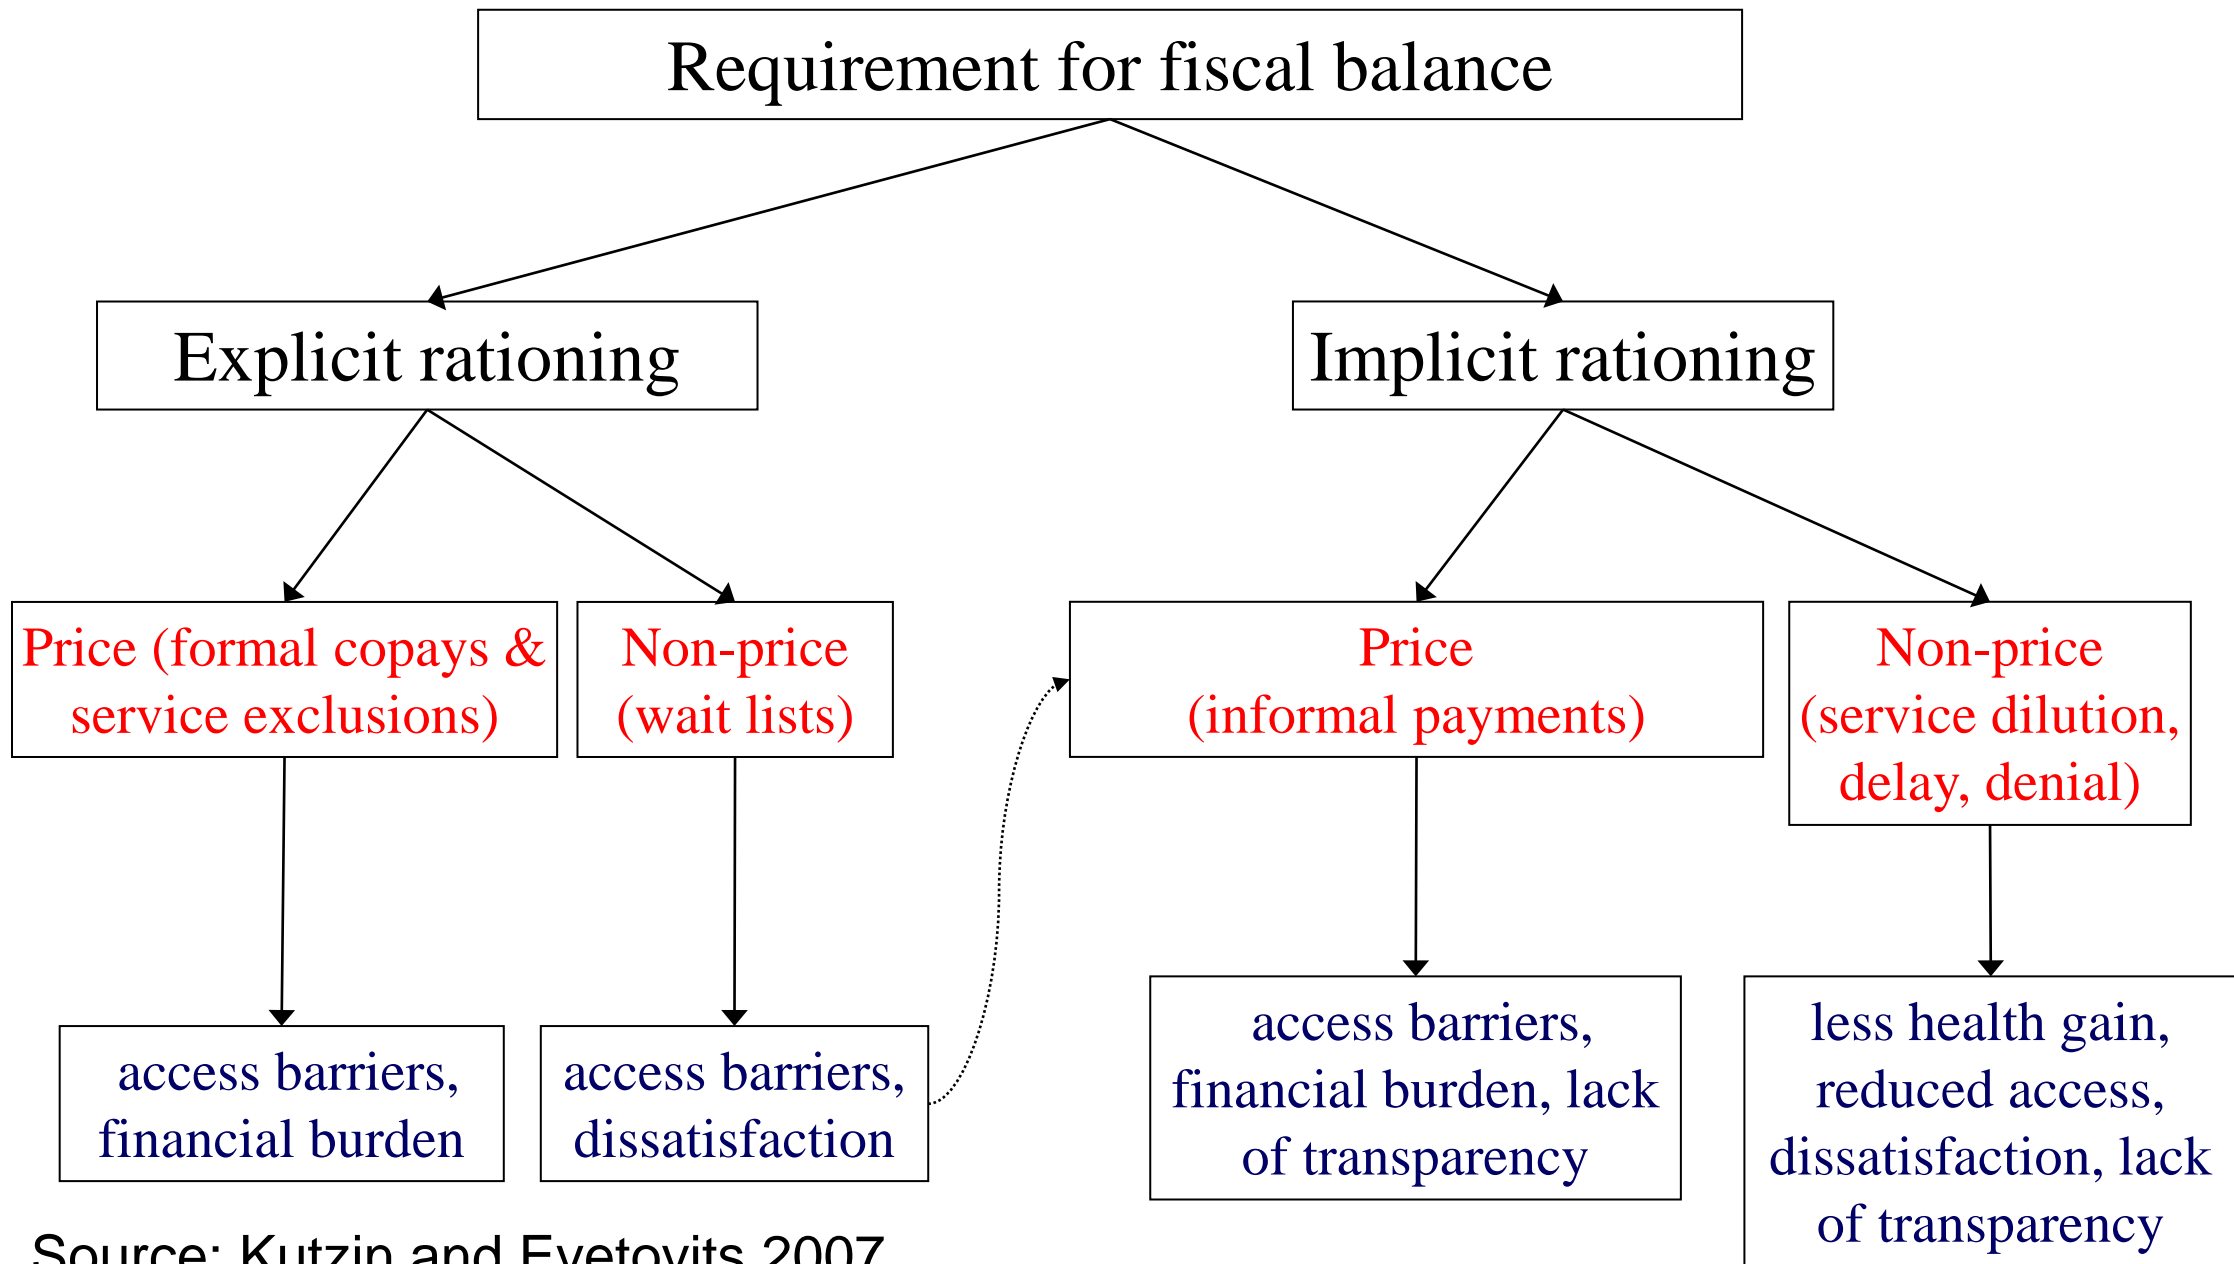 Requirement for fiscal balance
Explicit rationing
Implicit rationing
Price (formal copays &
service exclusions)
Non-price
(wait lists)
Price
(informal payments)
Non-price
(service dilution,
delay, denial)
access barriers,
financial burden
access barriers,
dissatisfaction
access barriers,
financial burden, lack
of transparency
less health gain,
reduced access,
dissatisfaction, lack
of transparency
Source: Kutzin and Evetovits 2007